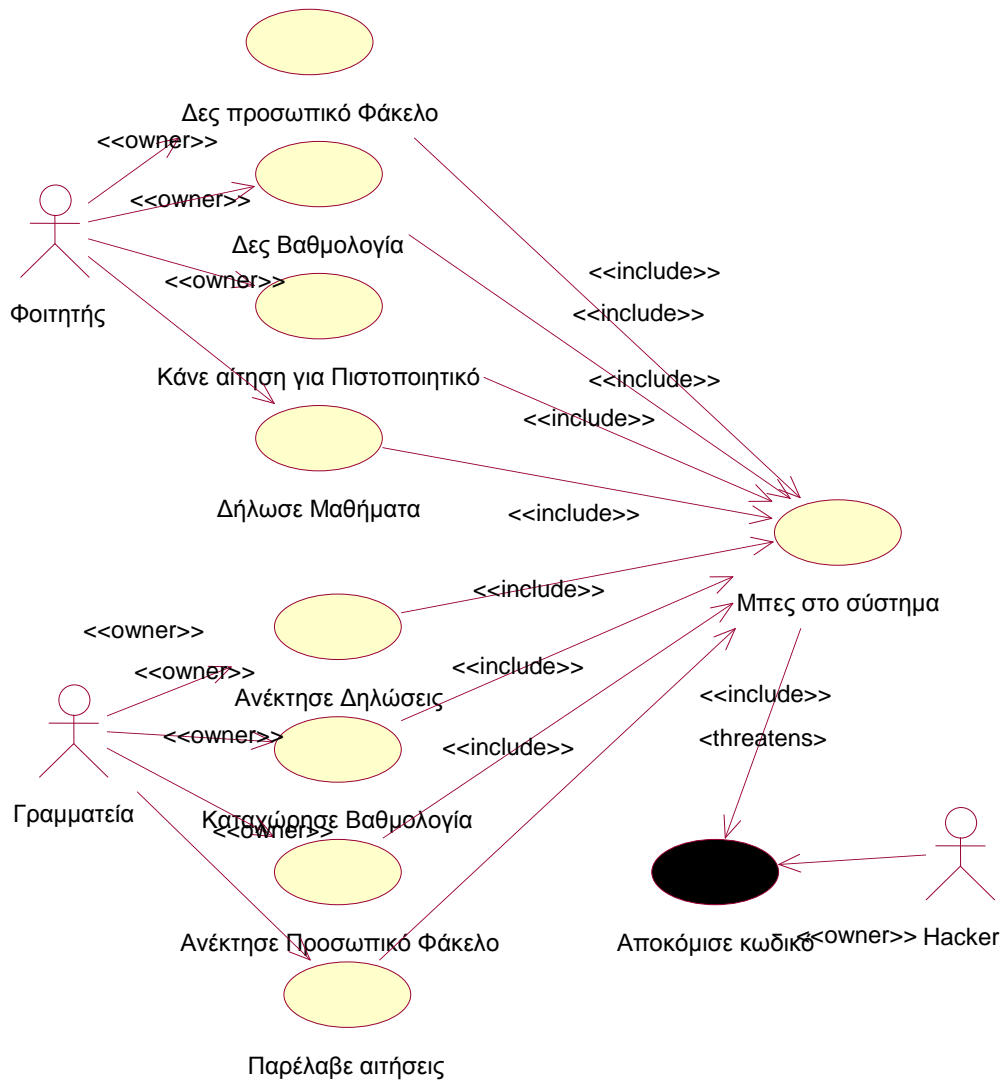 Δες προσωπικό Φάκελο
<<owner>>
<<owner>>
Δες Βαθμολογία
<<include>>
<<owner>>
Φοιτητής
<<include>>
Κάνε αίτηση για Πιστοποιητικό
<<include>>
<<include>>
Δήλωσε Μαθήματα
<<include>>
<<include>>
Μπες στο σύστημα
<<owner>>
<<owner>>
<<include>>
Ανέκτησε Δηλώσεις
<<include>>
<<owner>>
<<include>>
<threatens>
Γραμματεία
Καταχώρησε Βαθμολογία
<<owner>>
Ανέκτησε Προσωπικό Φάκελο
Αποκόμισε κωδικό
<<owner>>
Hacker
Παρέλαβε αιτήσεις